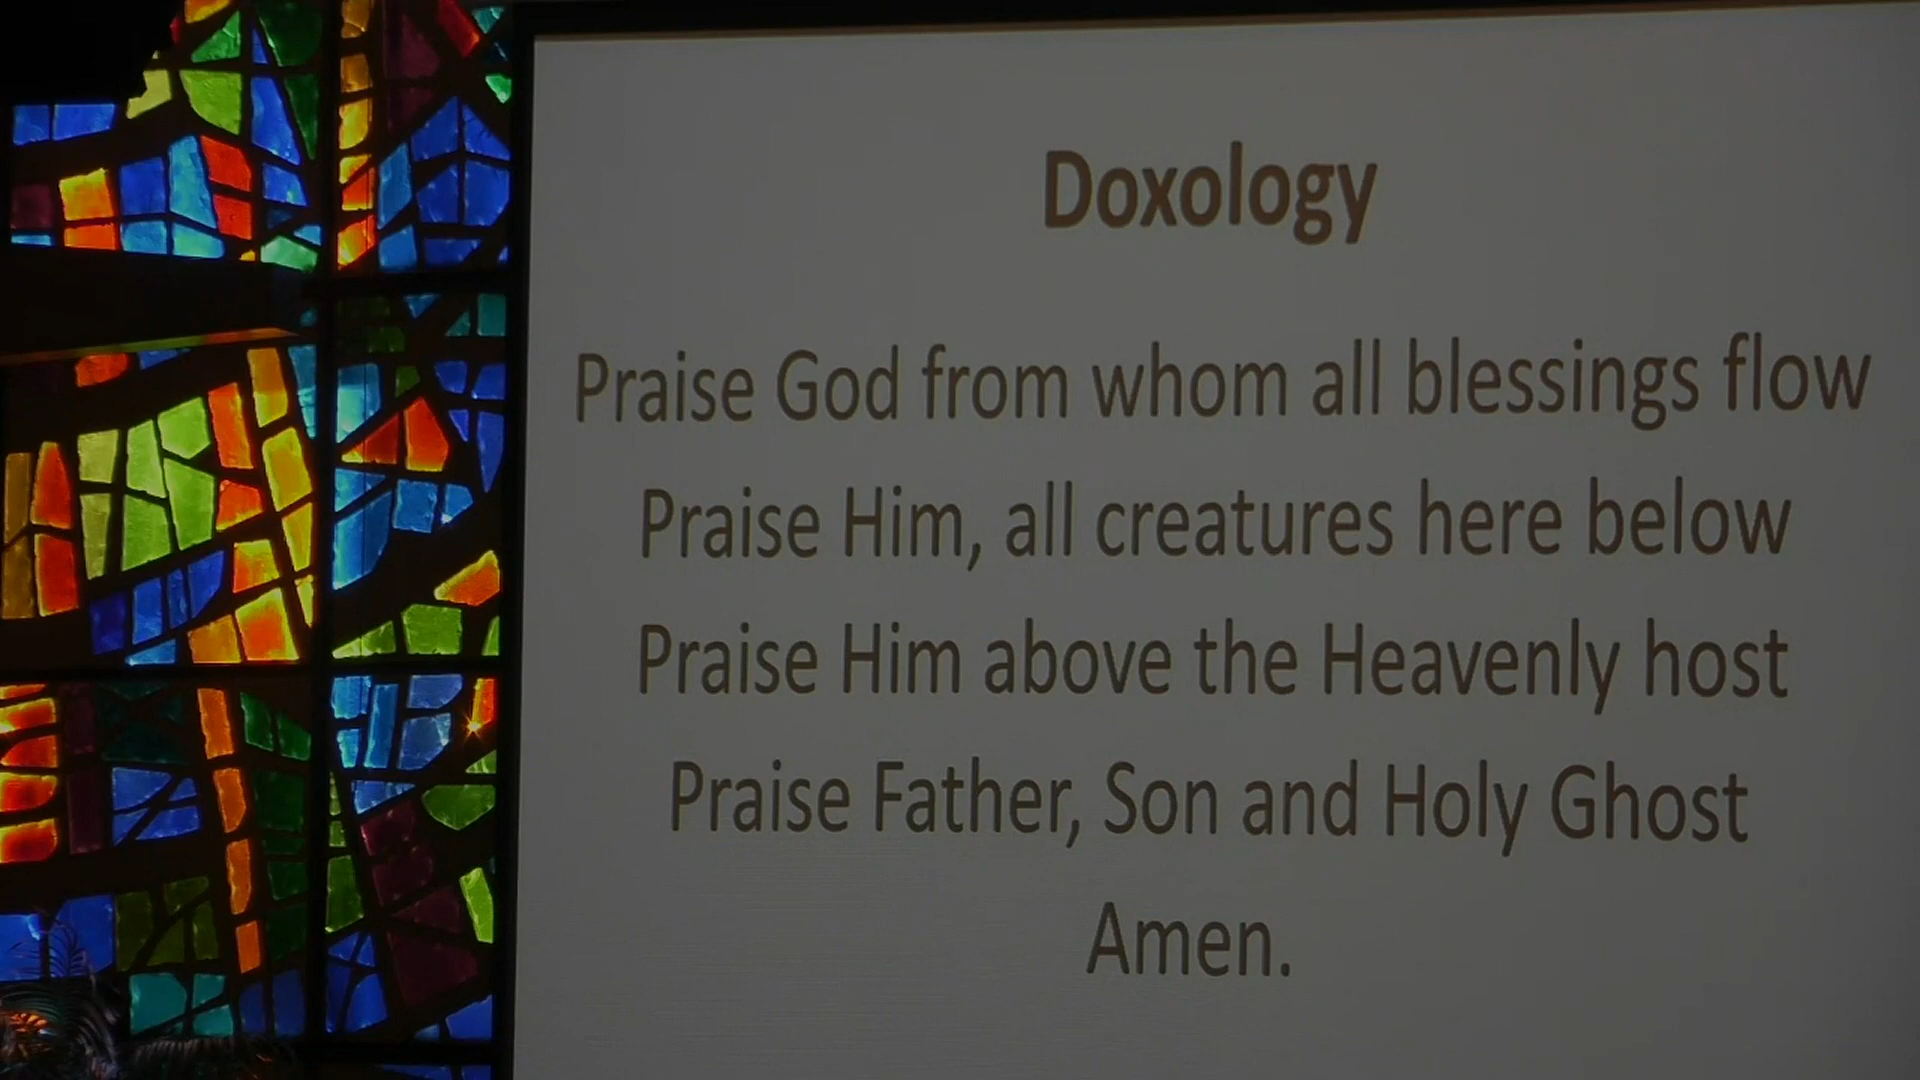 Doxology
Praise God from whom all blessings flow
Praise Him, all creatures here below
Praise Him above the Heavenly host
Praise Father, Son and Holy Ghost
Amen.